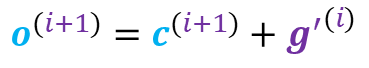 o^(i+1) = c^(i+1) + g′^(i)